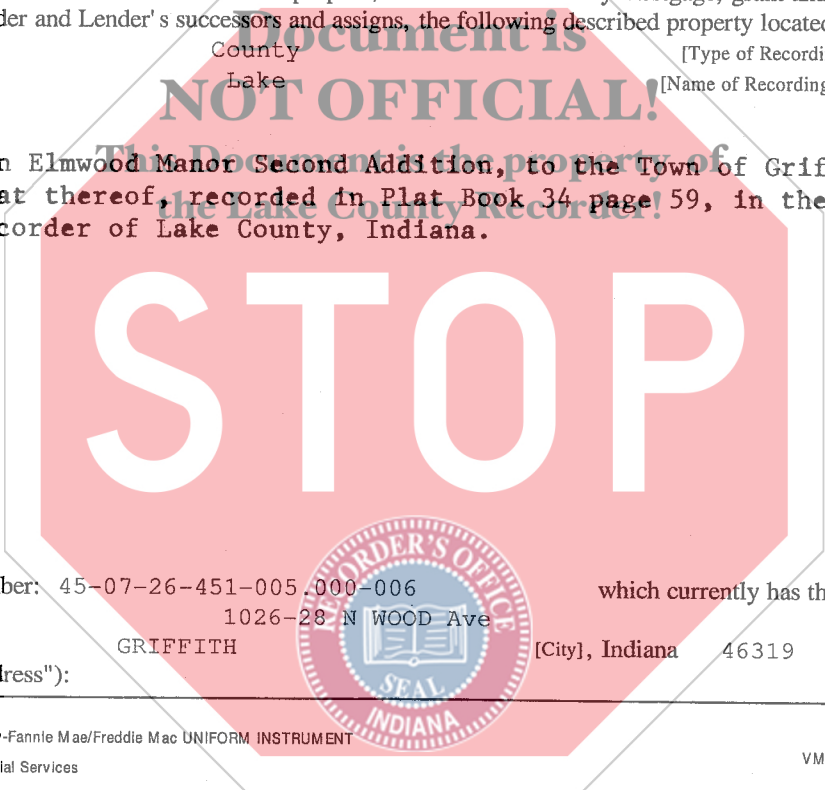 der and Lender's successors and assigns, the following described property located
Document is
County [Type of Recordi
Lake [Name of Recording
NOT OFFICIAL!
This Document is the property of
n Elmwood Manor Second Addition, to the Town of Grif
at thereof, recorded in Plat Book 34 page 59, in the
the Lake County Recorder!
corder of Lake County, Indiana.
STOP
RECORDER'S OFFICE
ber: 45-07-26-451-005.000-006 which currently has th
1026-28 N WOOD Ave
GRIFFITH [City], Indiana 46319
dress"):
SEAL
INDIANA
-Fannie Mae/Freddie Mac UNIFORM INSTRUMENT
ial Services VM